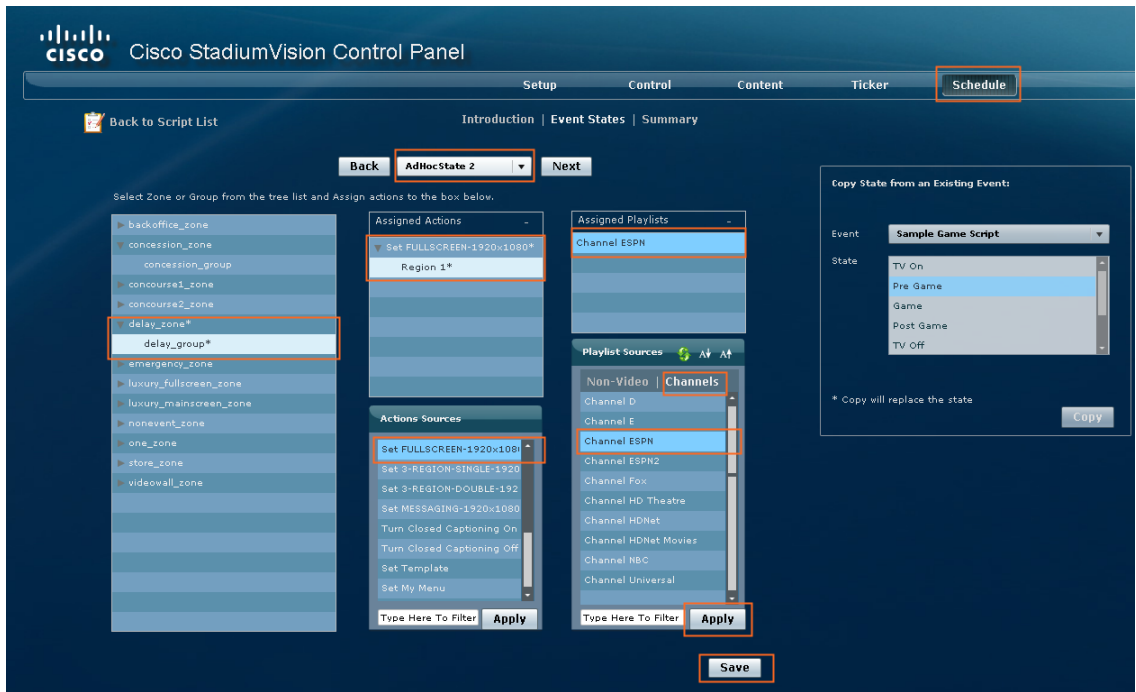 CISCO
Cisco StadiumVision Control Panel
Setup
Control
Content
Ticker
Schedule
Back to Script List
Introduction | Event States | Summary
Back
AdHocState 2
Next
Select Zone or Group from the tree list and Assign actions to the box below.
backoffice_zone
concession_zone
concession_group
concourse1_zone
concourse2_zone
delay_zone*
delay_group*
emergency_zone
luxury_fullscreen_zone
luxury_mainscreen_zone
nonevent_zone
one_zone
store_zone
videowall_zone
Assigned Actions -
Set FULLSCREEN-1920x1080*
Region 1*
Actions Sources
Set FULLSCREEN-1920x108
Set 3-REGION-SINGLE-1920
Set 3-REGION-DOUBLE-192
Set MESSAGING-1920x1080
Turn Closed Captioning On
Turn Closed Captioning Off
Set Template
Set My Menu
Type Here To Filter
Apply
Assigned Playlists -
Channel ESPN
Playlist Sources
Non-Video | Channels
Channel D
Channel E
Channel ESPN
Channel ESPN2
Channel Fox
Channel HD Theatre
Channel HDNet
Channel HDNet Movies
Channel NBC
Channel Universal
Type Here To Filter
Apply
Save
Copy State from an Existing Event:
Event
Sample Game Script
State
TV On
Pre Game
Game
Post Game
TV Off
* Copy will replace the state
Copy